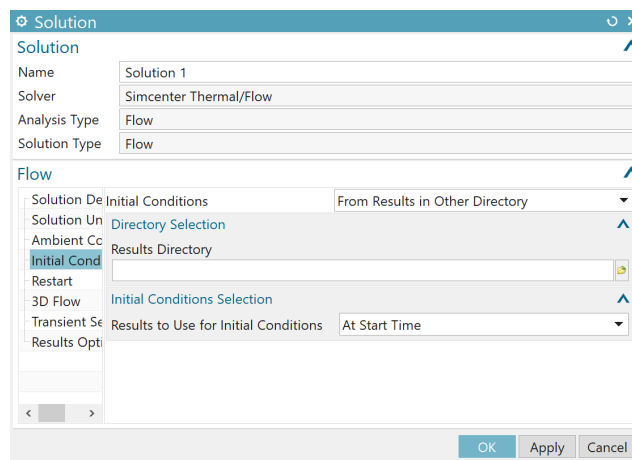 Solution
Solution
Name Solution 1
Solver Simcenter Thermal/Flow
Analysis Type Flow
Solution Type Flow
Flow
Solution De
Solution Un
Ambient Co
Initial Cond
Restart
3D Flow
Transient Se
Results Opti
Initial Conditions From Results in Other Directory
Directory Selection
Results Directory
Initial Conditions Selection
Results to Use for Initial Conditions At Start Time
OK Apply Cancel